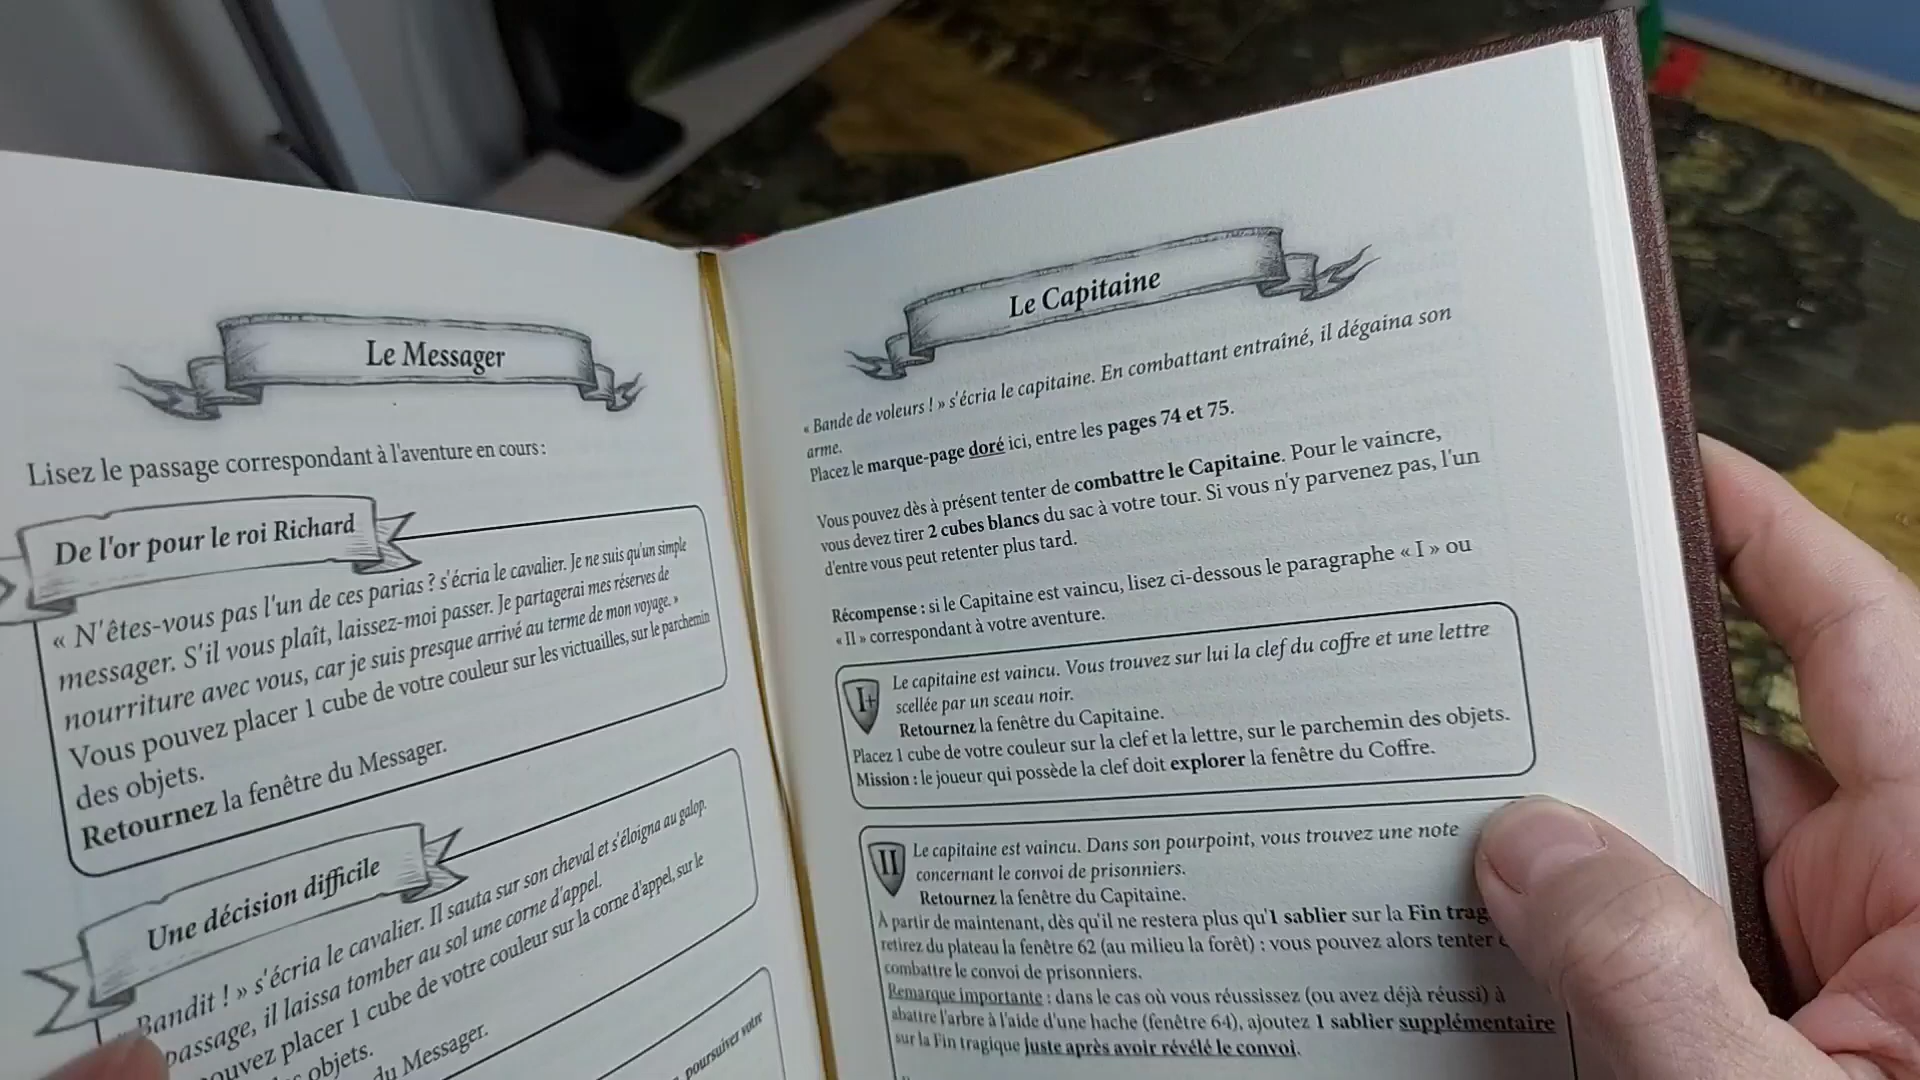 Le Messager
Lisez le passage correspondant à l'aventure en cours :
De l'or pour le roi Richard
« N'êtes-vous pas l'un de ces parias ? s'écria le cavalier. Je ne suis qu'un simple
messager. S'il vous plaît, laissez-moi passer. Je partagerai mes réserves de
nourriture avec vous, car je suis presque arrivé au terme de mon voyage. »
Vous pouvez placer 1 cube de votre couleur sur les victuailles, sur le parchemin
des objets.
Retournez la fenêtre du Messager.
Une décision difficile
Bandit ! » s'écria le cavalier. Il sauta sur son cheval et s'éloigna au galop.
passage, il laissa tomber au sol une corne d'appel.
placer 1 cube de votre couleur sur la corne d'appel, sur le
objets.
du Messager.
poursuivre votre
Le Capitaine
« Bande de voleurs ! » s'écria le capitaine. En combattant entraîné, il dégaina son
arme.
Placez le marque-page doré ici, entre les pages 74 et 75.
Vous pouvez dès à présent tenter de combattre le Capitaine. Pour le vaincre,
vous devez tirer 2 cubes blancs du sac à votre tour. Si vous n'y parvenez pas, l'un
d'entre vous peut retenter plus tard.
Récompense : si le Capitaine est vaincu, lisez ci-dessous le paragraphe « I » ou
« II » correspondant à votre aventure.
I+
Le capitaine est vaincu. Vous trouvez sur lui la clef du coffre et une lettre
scellée par un sceau noir.
Retournez la fenêtre du Capitaine.
Placez 1 cube de votre couleur sur la clef et la lettre, sur le parchemin des objets.
Mission : le joueur qui possède la clef doit explorer la fenêtre du Coffre.
II
Le capitaine est vaincu. Dans son pourpoint, vous trouvez une note
concernant le convoi de prisonniers.
Retournez la fenêtre du Capitaine.
À partir de maintenant, dès qu'il ne restera plus qu'1 sablier sur la Fin
retirez du plateau la fenêtre 62 (au milieu la forêt) : vous pouvez alors tenter
combattre le convoi de prisonniers.
Remarque importante : dans le cas où vous réussissez (ou avez déjà réussi) à
abattre l'arbre à l'aide d'une hache (fenêtre 64), ajoutez 1 sablier supplémentaire
sur la Fin tragique juste après avoir révélé le convoi.